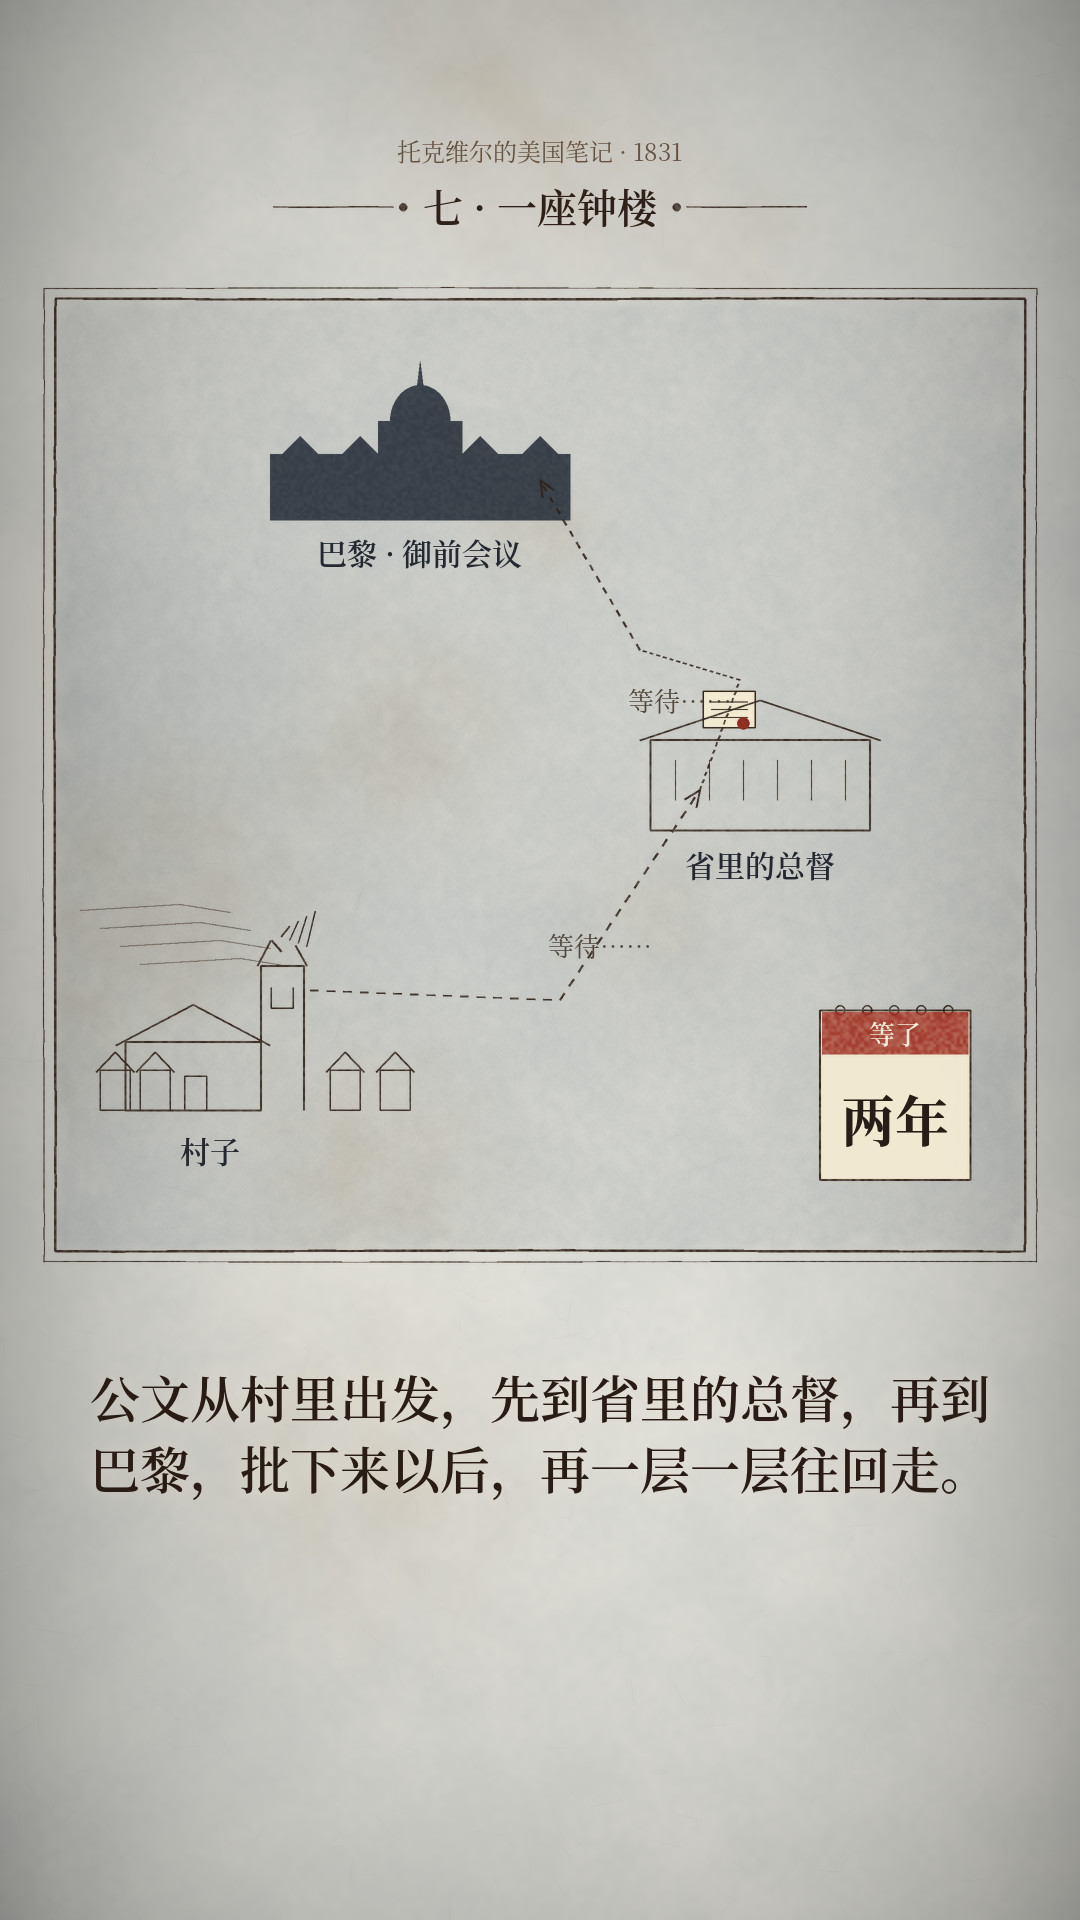 托克维尔的美国笔记 · 1831
七 · 一座钟楼
巴黎 · 御前会议
等待······
省里的总督
等待······
等了
两年
村子
公文从村里出发，先到省里的总督，再到
巴黎，批下来以后，再一层一层往回走。